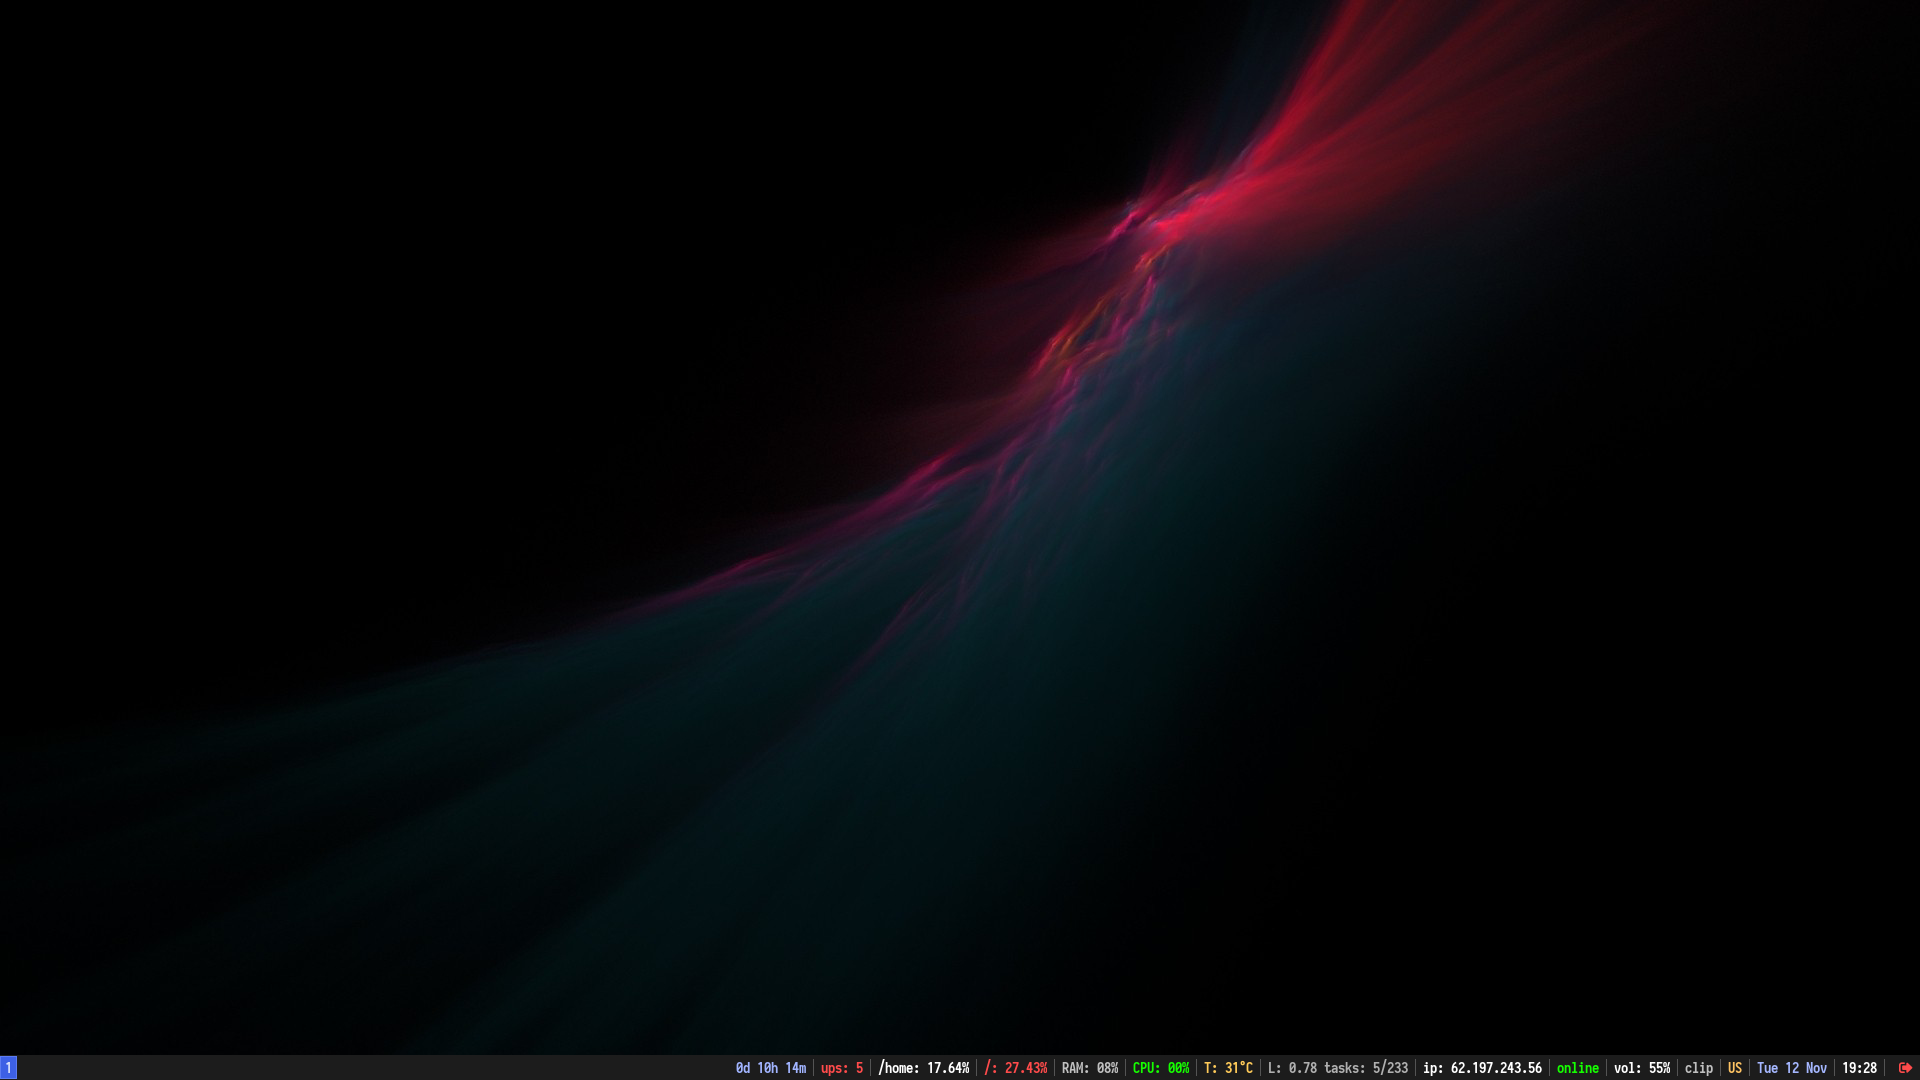 1 0d 10h 14m ups: 5 /home: 17.64% /: 27.43% RAM: 08% CPU: 00% T: 31°C L: 0.78 tasks: 5/233 ip: 62.197.243.56 online vol: 55% clip US Tue 12 Nov 19:28